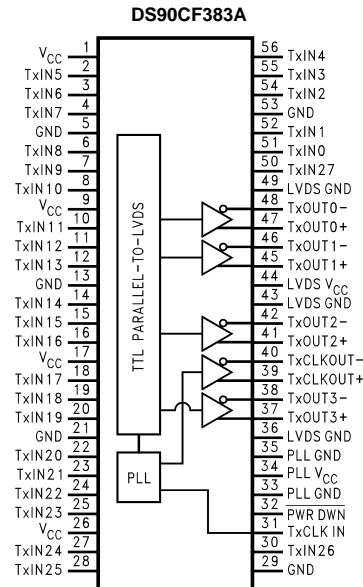 DS90CF383A
VCC 1
TxIN5 2
TxIN6 3
TxIN7 4
GND 5
TxIN8 6
TxIN9 7
TxIN10 8
VCC 9
TxIN11 10
TxIN12 11
TxIN13 12
GND 13
TxIN14 14
TxIN15 15
TxIN16 16
VCC 17
TxIN17 18
TxIN18 19
TxIN19 20
GND 21
TxIN20 22
TxIN21 23
TxIN22 24
TxIN23 25
VCC 26
TxIN24 27
TxIN25 28
TTL PARALLEL-TO-LVDS
PLL
56 TxIN4
55 TxIN3
54 TxIN2
53 GND
52 TxIN1
51 TxIN0
50 TxIN27
49 LVDS GND
48 TxOUT0-
47 TxOUT0+
46 TxOUT1-
45 TxOUT1+
44 LVDS VCC
43 LVDS GND
42 TxOUT2-
41 TxOUT2+
40 TxCLKOUT-
39 TxCLKOUT+
38 TxOUT3-
37 TxOUT3+
36 LVDS GND
35 PLL GND
34 PLL VCC
33 PLL GND
32 PWR DWN
31 TxCLK IN
30 TxIN26
29 GND